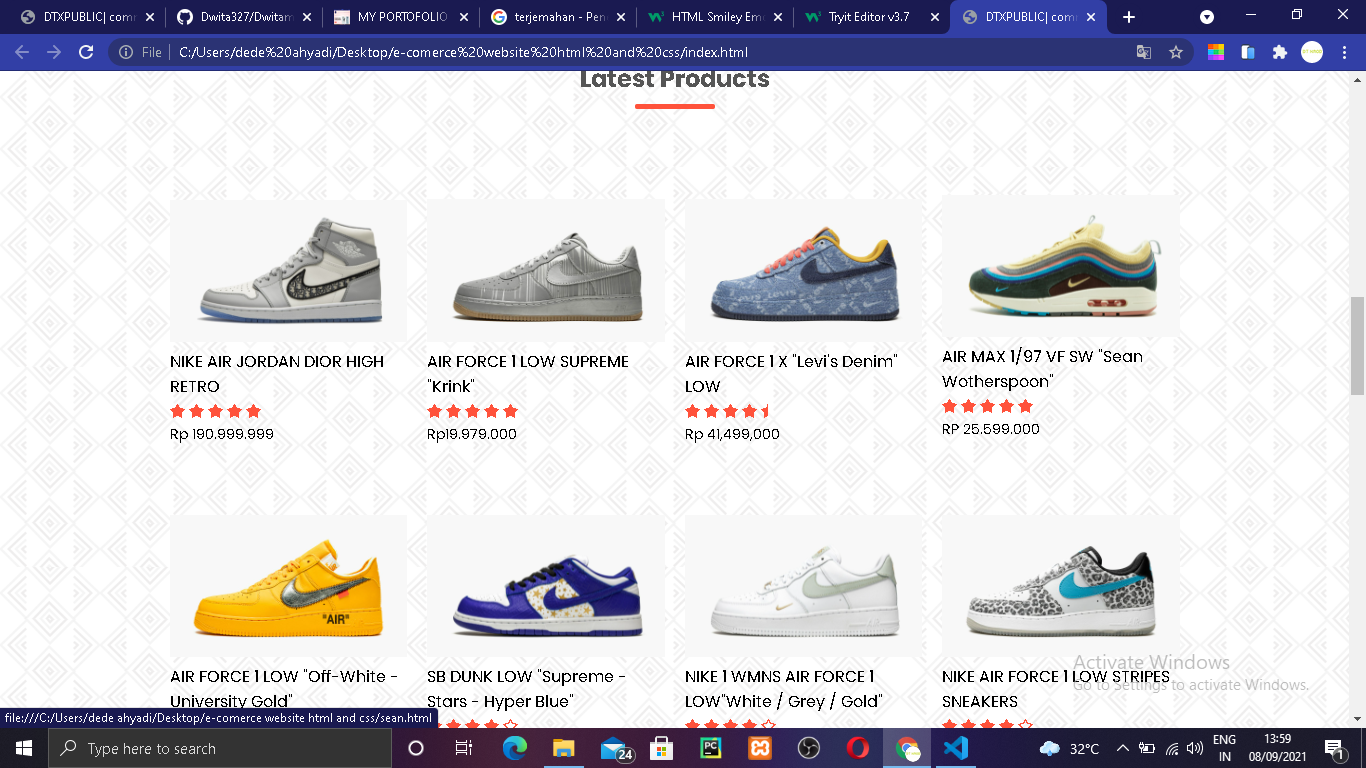 DTXPUBLIC| com
Dwita327/Dwitam
MY PORTOFOLIO
terjemahan - Pen
HTML Smiley Em
Tryit Editor v3.7
DTXPUBLIC| com
File
C:/Users/dede%20ahyadi/Desktop/e-comerce%20website%20html%20and%20css/index.html
Latest Products
NIKE AIR JORDAN DIOR HIGH
RETRO
Rp 190.999.999
AIR FORCE 1 LOW SUPREME
"Krink"
Rp19.979.000
AIR FORCE 1 X "Levi's Denim"
LOW
Rp 41,499,000
AIR MAX 1/97 VF SW "Sean
Wotherspoon"
RP 25.599.000
"AIR"
AIR FORCE 1 LOW "Off-White -
University Gold"
SB DUNK LOW "Supreme -
Stars - Hyper Blue"
NIKE 1 WMNS AIR FORCE 1
LOW"White / Grey / Gold"
NIKE AIR FORCE 1 LOW STRIPES
SNEAKERS
Activate Windows
Go to Settings to activate Windows.
file:///C:/Users/dede ahyadi/Desktop/e-comerce website html and css/sean.html
Type here to search
24
PC
32°C
ENG
IN
13:59
08/09/2021
1